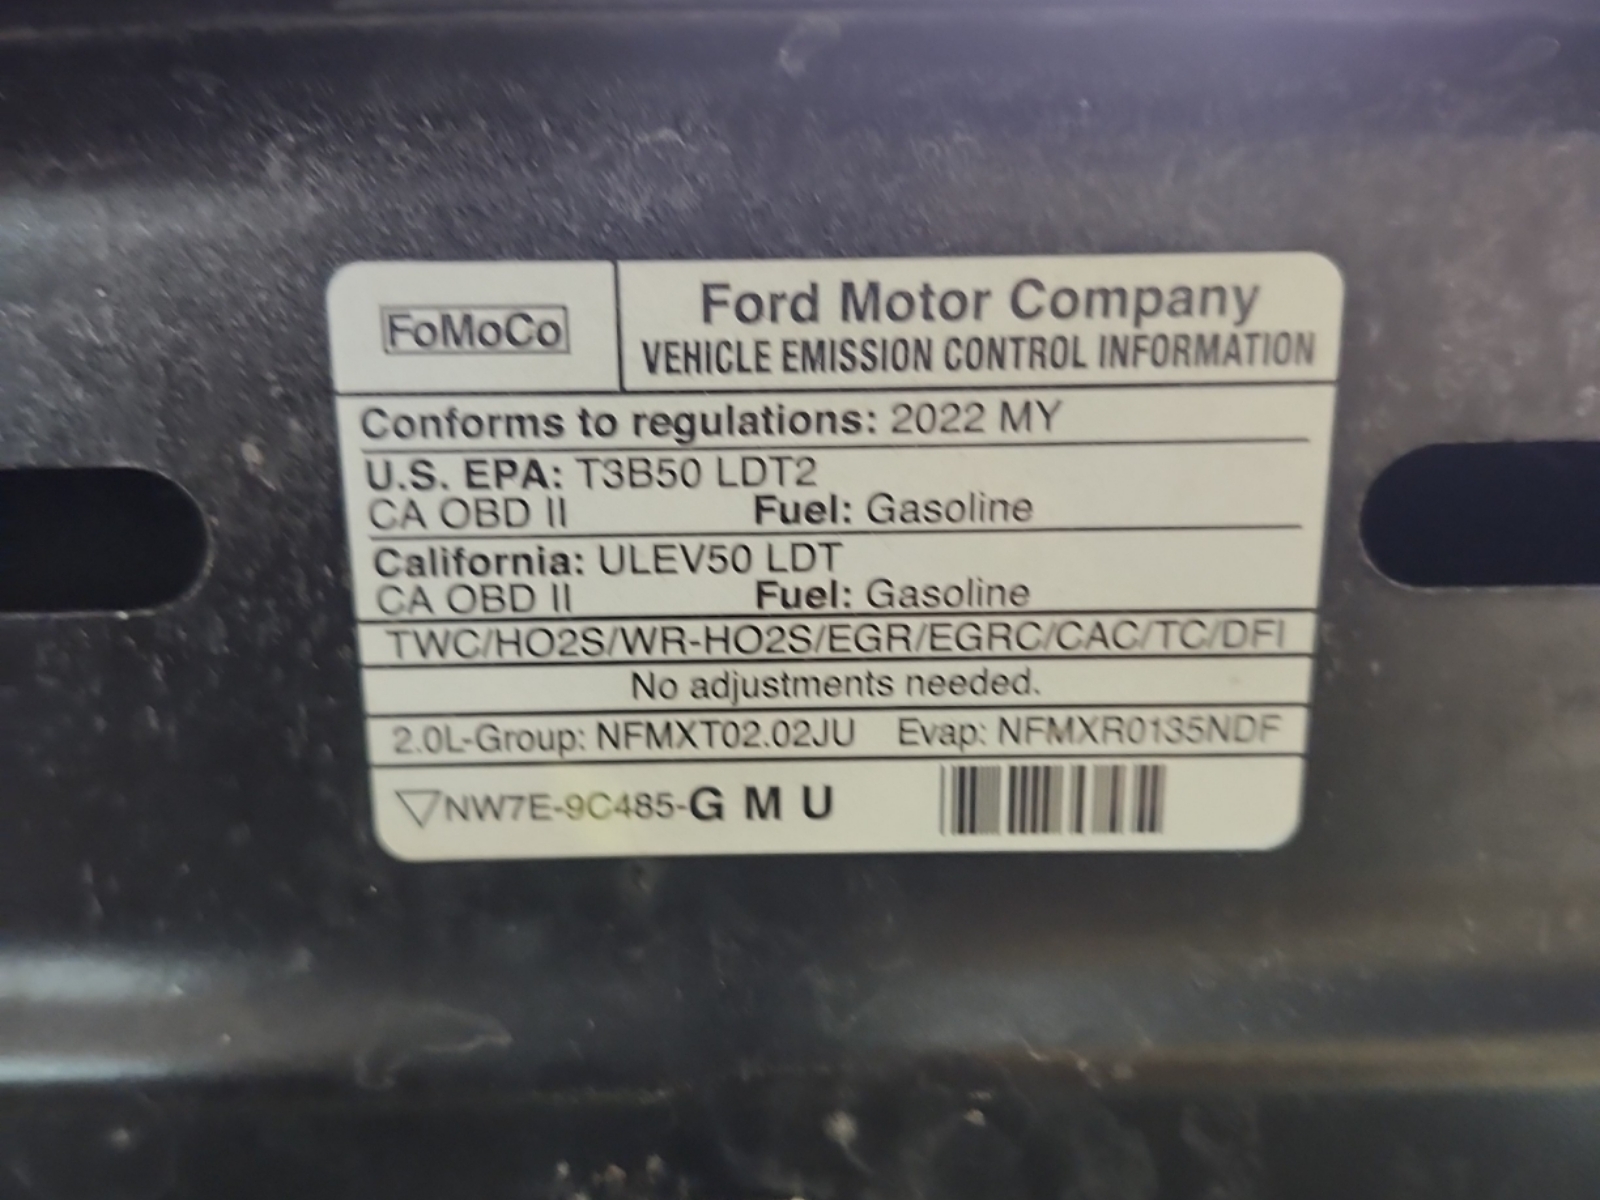 FoMoCo
Ford Motor Company
VEHICLE EMISSION CONTROL INFORMATION
Conforms to regulations: 2022 MY
U.S. EPA: T3B50 LDT2
CA OBD II Fuel: Gasoline
California: ULEV50 LDT
CA OBD II Fuel: Gasoline
TWC/HO2S/WR-HO2S/EGR/EGRC/CAC/TC/DFI
No adjustments needed.
2.0L-Group: NFMXT02.02JU Evap: NFMXR0135NDF
NW7E-9C485-G M U